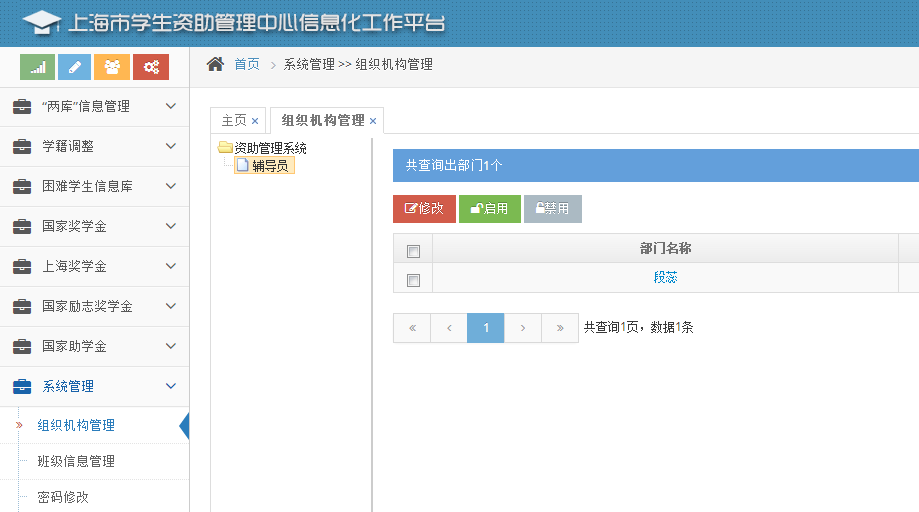 上海市学生资助管理中心信息化工作平台
首页 > 系统管理 >> 组织机构管理
“两库”信息管理
学籍调整
困难学生信息库
国家奖学金
上海奖学金
国家励志奖学金
国家助学金
系统管理
组织机构管理
班级信息管理
密码修改
主页 × 组织机构管理 ×
资助管理系统
辅导员
共查询出部门1个
修改 启用 禁用
部门名称
段蕊
« ‹ 1 › » 共查询1页，数据1条